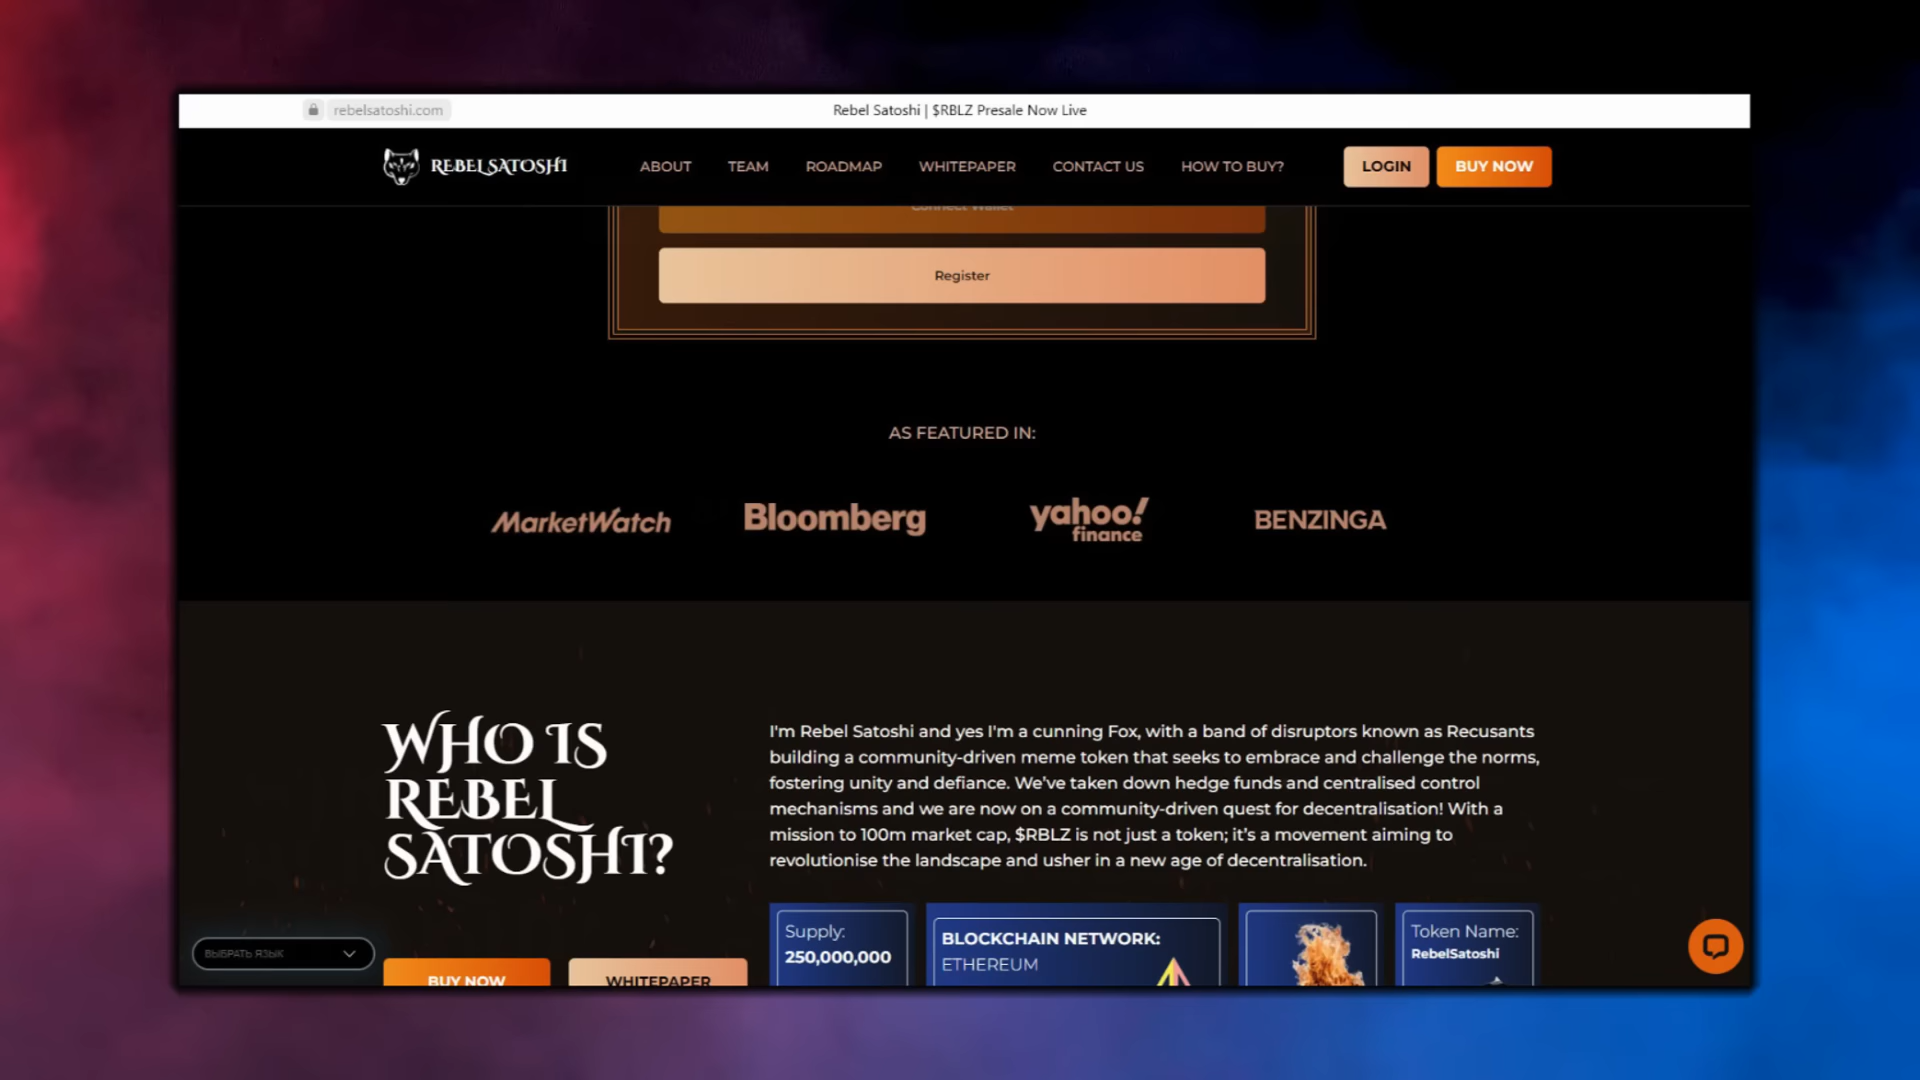 rebelsatoshi.com
Rebel Satoshi | $RBLZ Presale Now Live
REBEL SATOSHI
ABOUT
TEAM
ROADMAP
WHITEPAPER
CONTACT US
HOW TO BUY?
LOGIN
BUY NOW
Connect Wallet
Register
AS FEATURED IN:
MarketWatch
Bloomberg
yahoo!
finance
BENZINGA
WHO IS
REBEL
SATOSHI?
I'm Rebel Satoshi and yes I'm a cunning Fox, with a band of disruptors known as Recusants
building a community-driven meme token that seeks to embrace and challenge the norms,
fostering unity and defiance. We've taken down hedge funds and centralised control
mechanisms and we are now on a community-driven quest for decentralisation! With a
mission to 100m market cap, $RBLZ is not just a token; it's a movement aiming to
revolutionise the landscape and usher in a new age of decentralisation.
ВЫБРАТЬ ЯЗЫК
BUY NOW
WHITEPAPER
Supply:
250,000,000
BLOCKCHAIN NETWORK:
ETHEREUM
Token Name:
RebelSatoshi